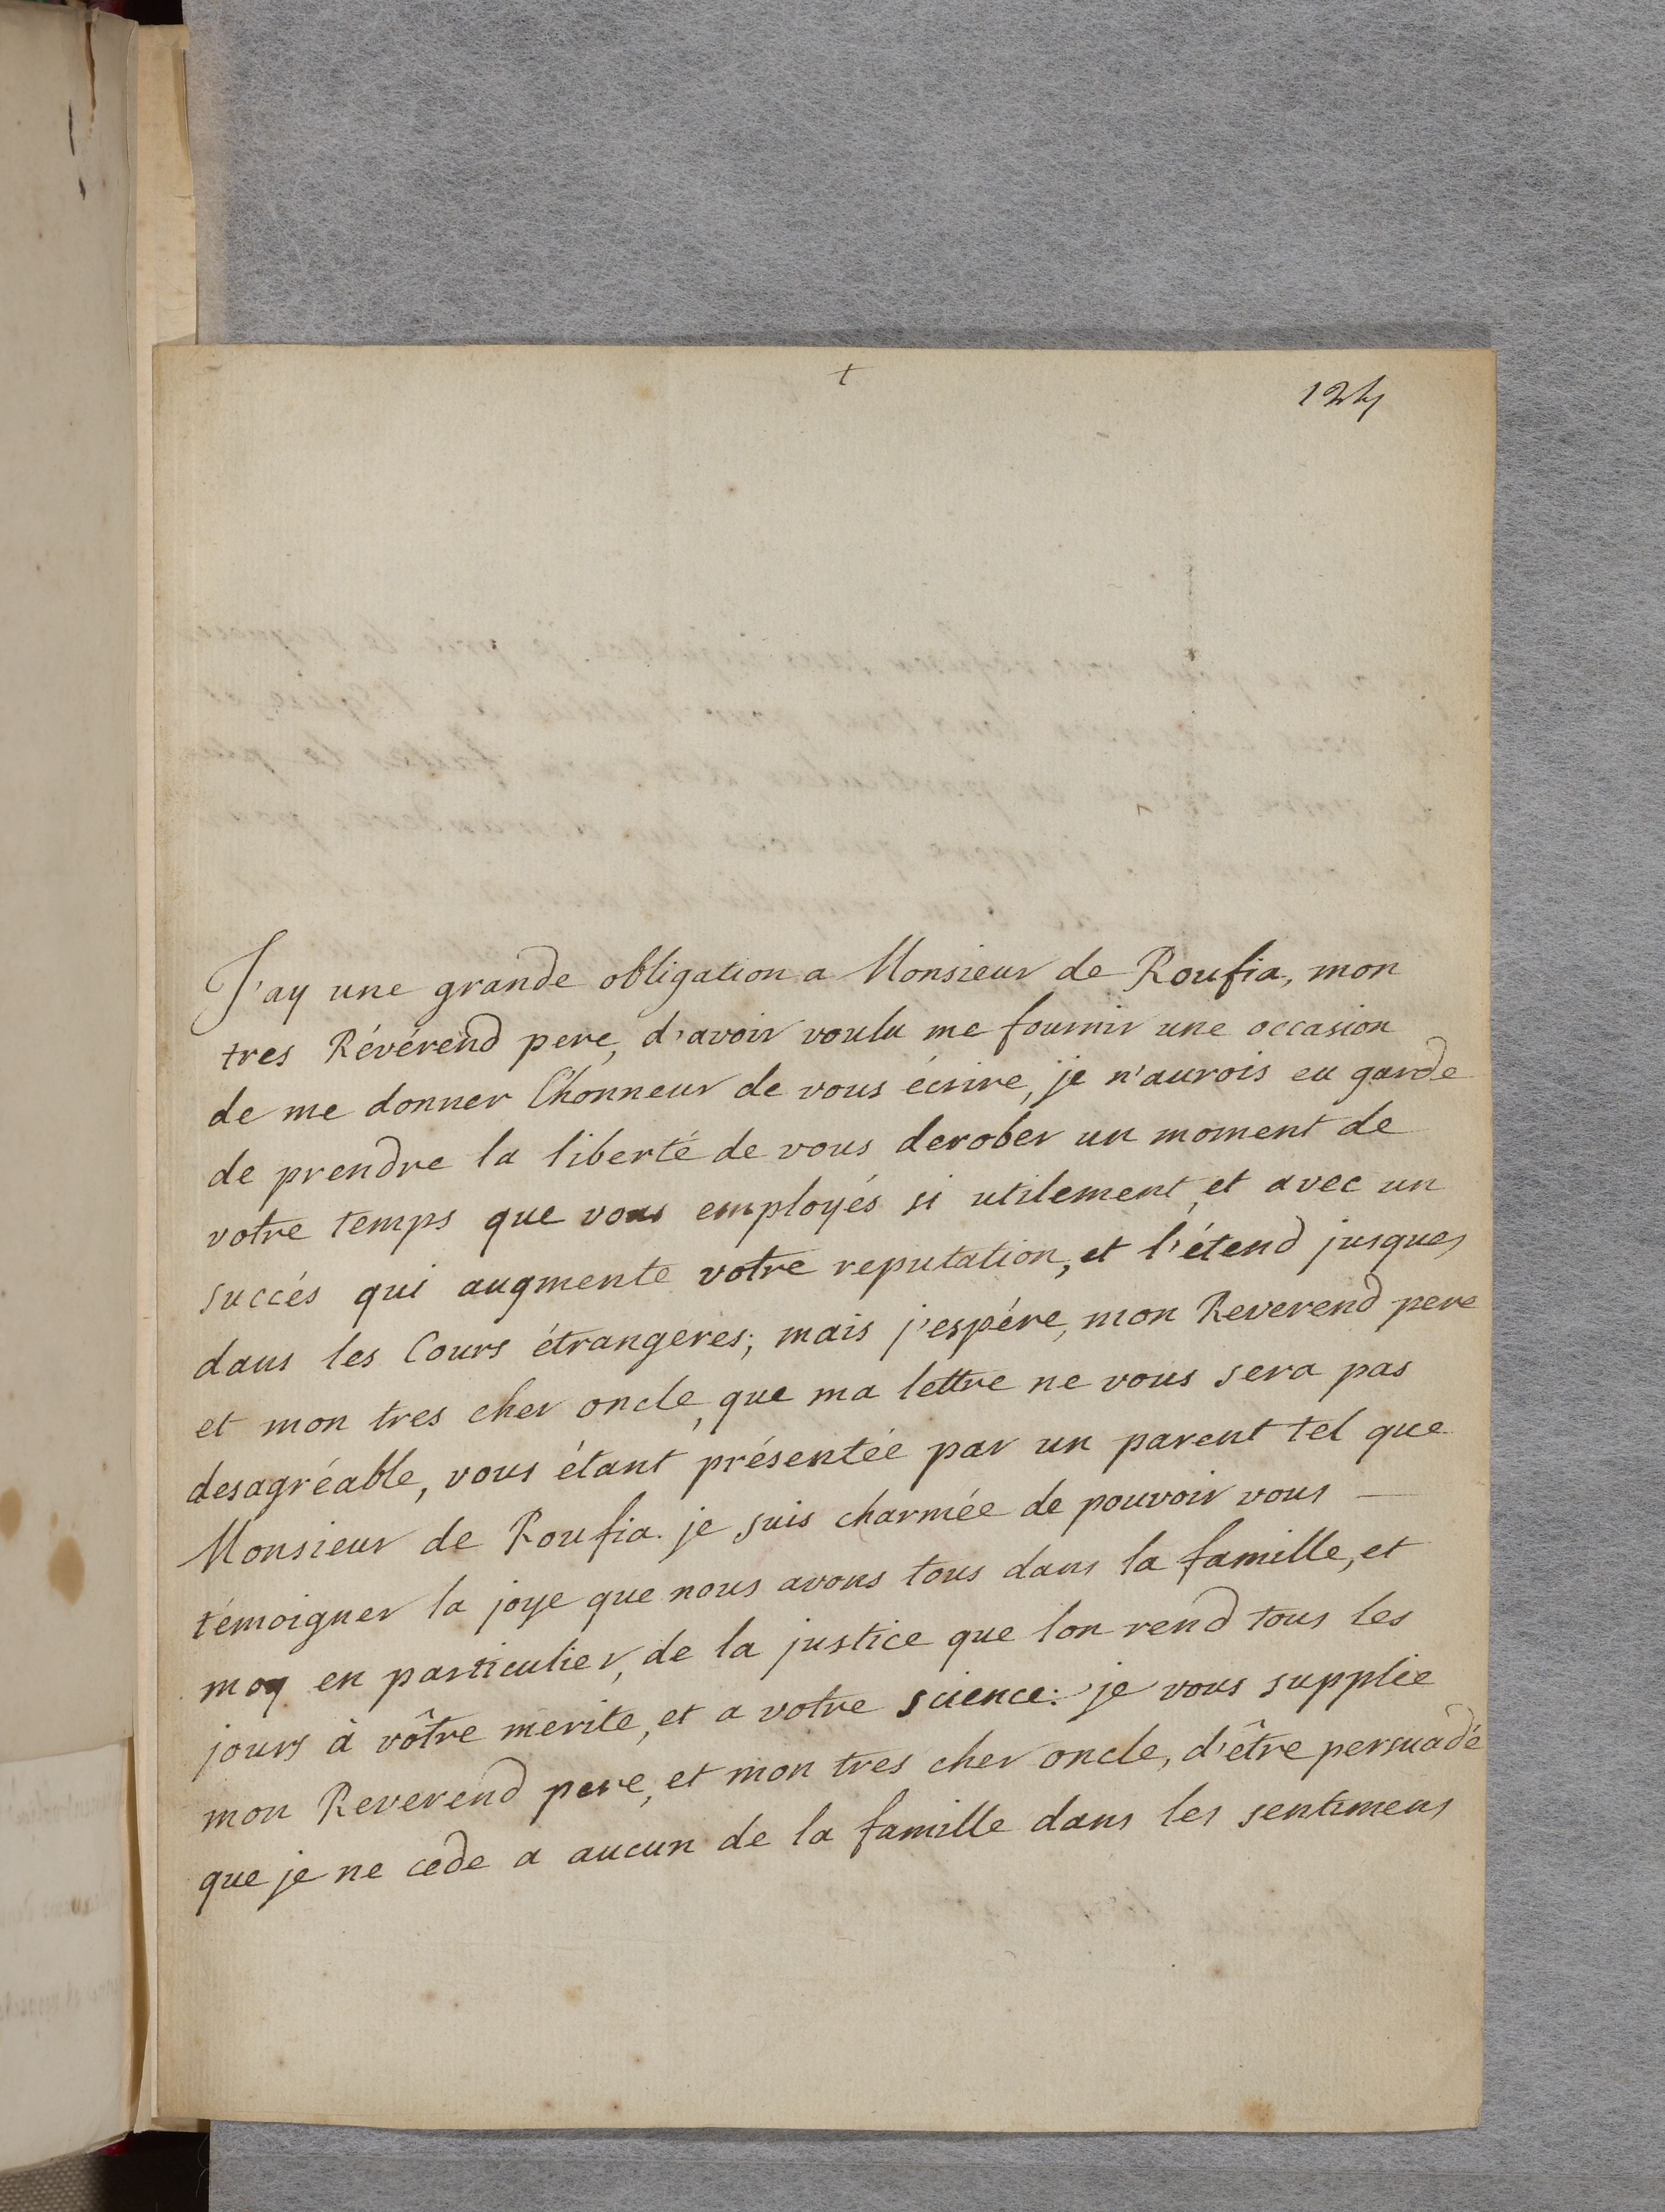 +
124
J'ay une grande obligation a Monsieur de Roufia, mon
tres Révérend pere, d'avoir voulu me fournir une occasion
de me donner l'honneur de vous écrire, je n'aurois eu garde
de prendre la liberté de vous derober un moment de
votre temps que vous employés si utilement, et avec un
succés qui augmente votre reputation, et l'étend jusques
dans les Cours étrangeres; mais j'espére, mon Reverend pere
et mon tres cher oncle, que ma lettre ne vous sera pas
desagréable, vous étant présentée par un parent tel que
Monsieur de Roufia. je suis charmée de pouvoir vous —
témoigner la joye que nous avons tous dans la famille, et
moy en particulier, de la justice que lon rend tous les
jours à vôtre merite, et a votre science: je vous supplie
mon Reverend pere, et mon tres cher oncle, d'être persuadé
que je ne cede a aucun de la famille dans les sentimens